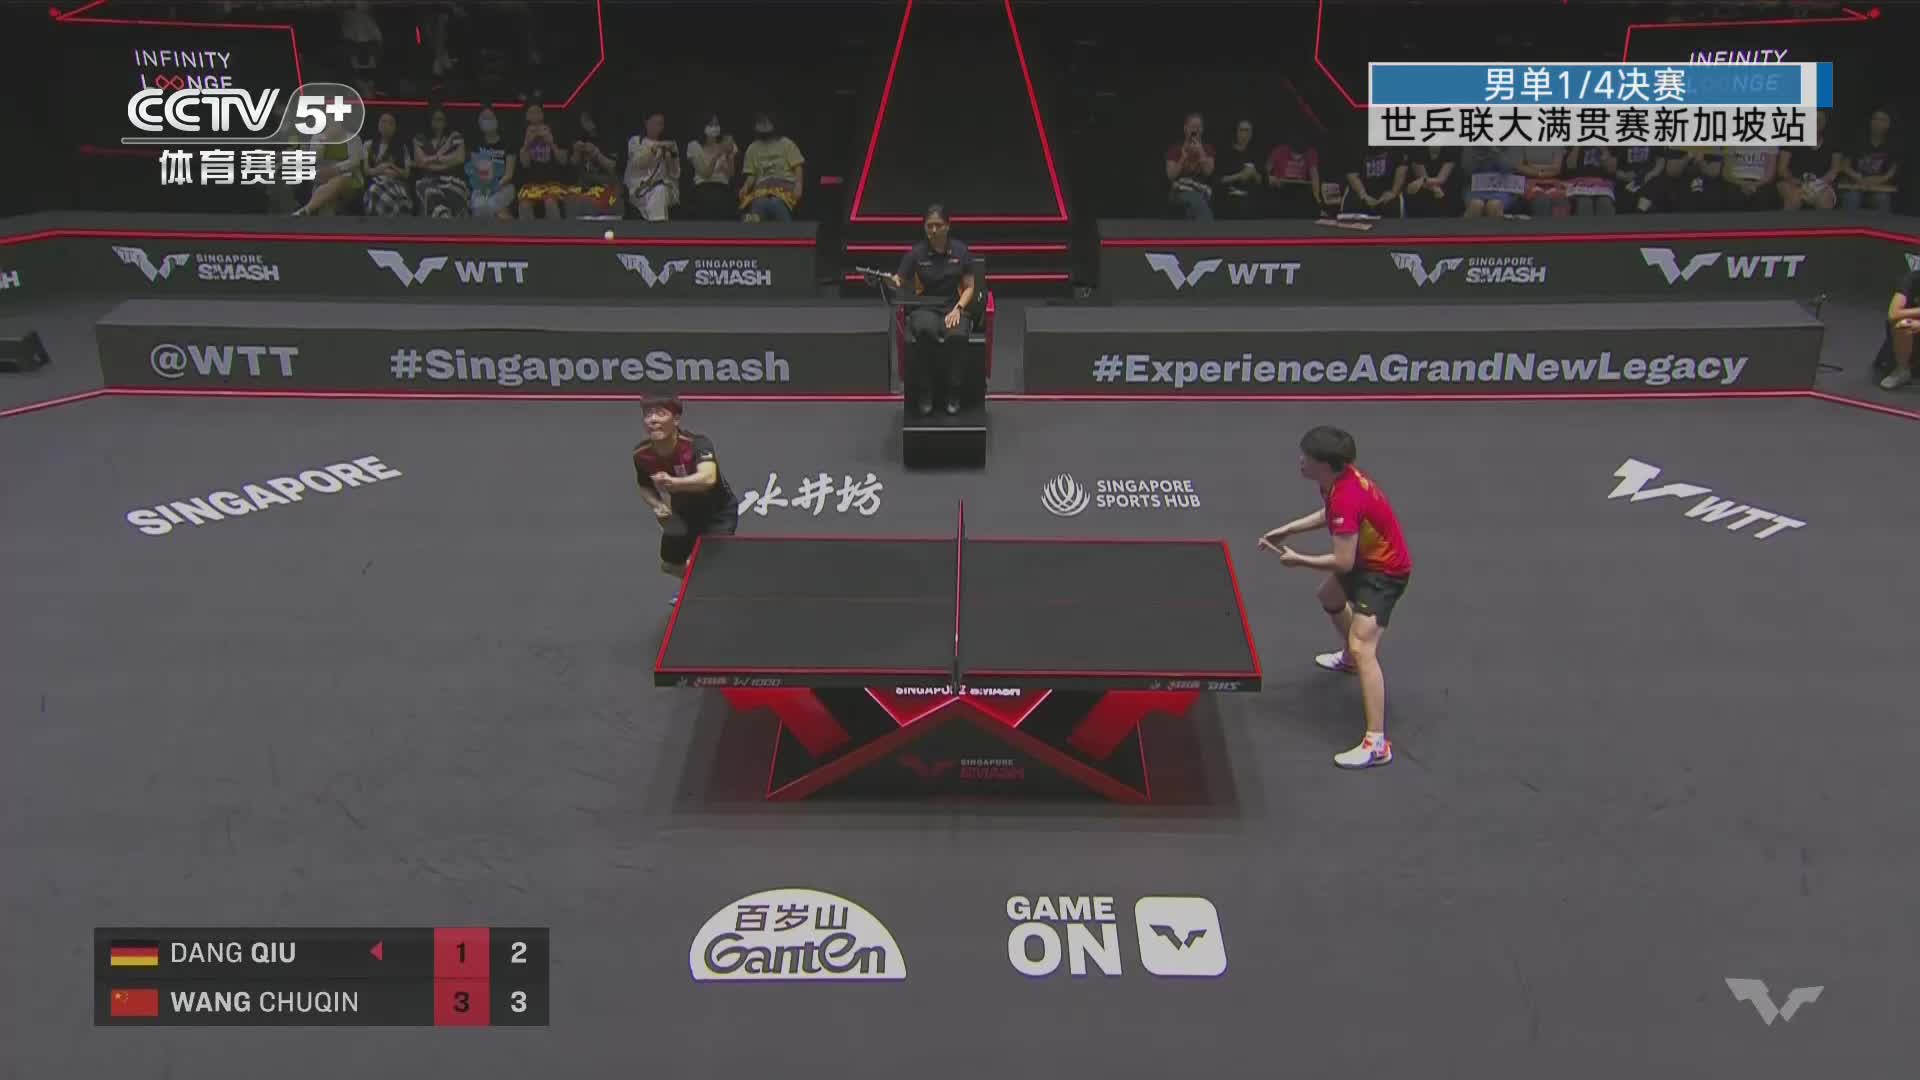 INFINITY
LOONGE
CCTV 5+
体育赛事
INFINITY
男单1/4决赛
世乒联大满贯赛新加坡站
SINGAPORE
SMASH
WTT
SINGAPORE
SMASH
WTT
SINGAPORE
SMASH
WTT
@WTT
#SingaporeSmash
#ExperienceAGrandNewLegacy
SINGAPORE
水井坊
SINGAPORE
SPORTS HUB
WTT
SINGAPORE SMASH
DHS
SINGAPORE
SMASH
百岁山
Ganten
GAME
ON
DANG QIU 1 2
WANG CHUQIN 3 3